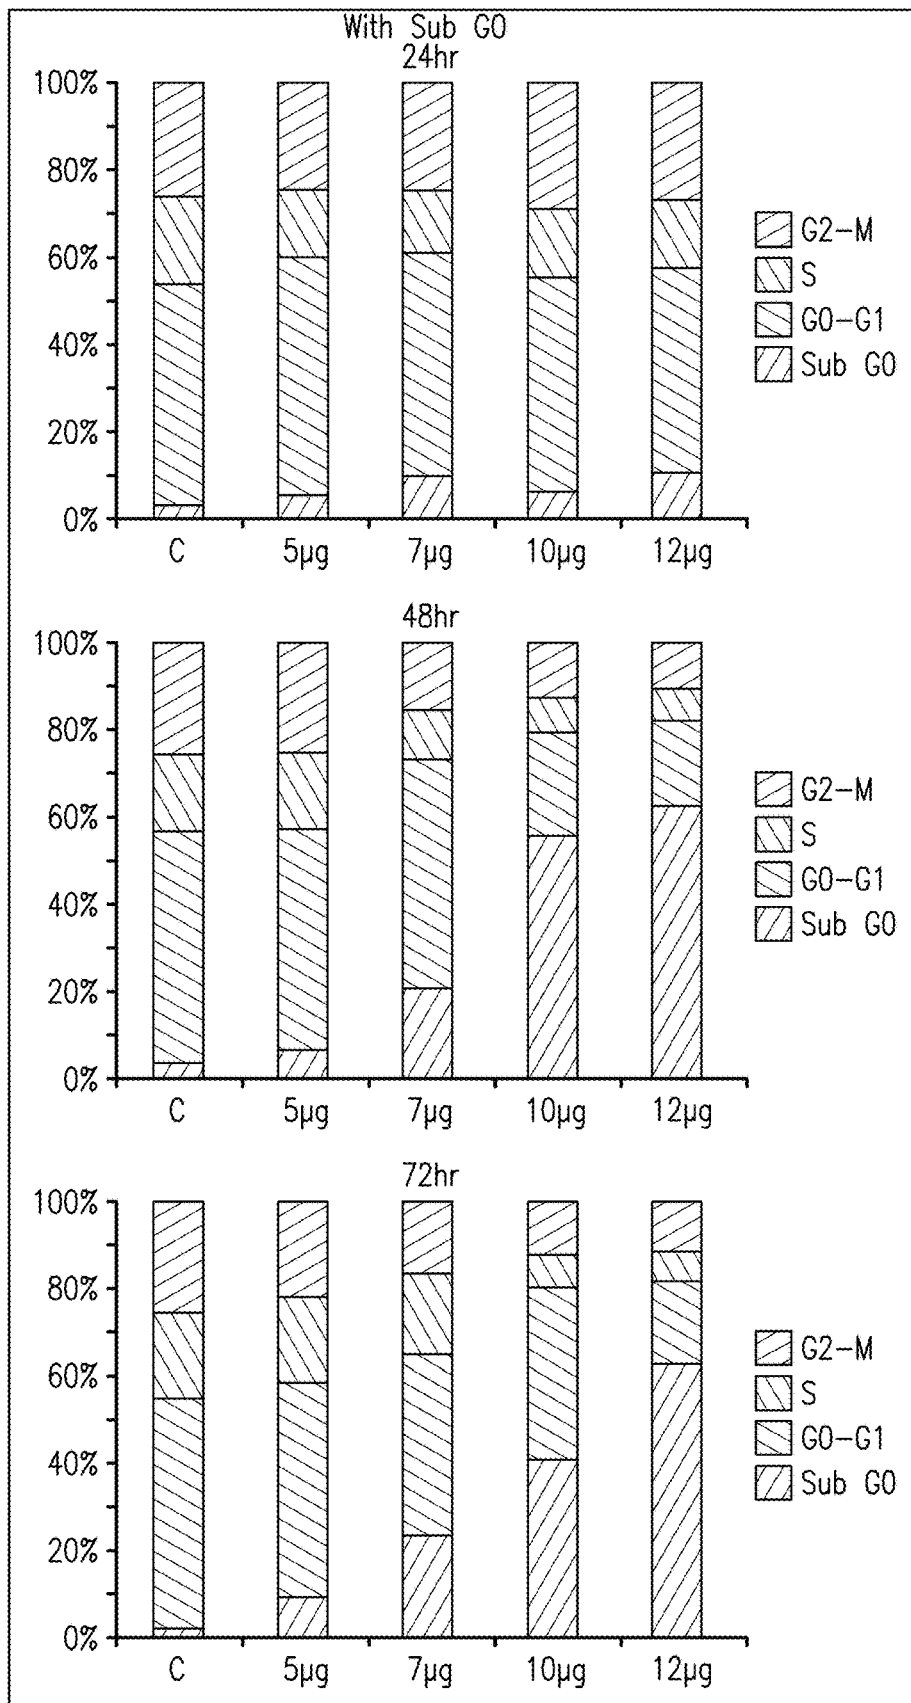 With Sub G0
24hr
100%
80%
60%
40%
20%
0%
C 5µg 7µg 10µg 12µg
G2-M
S
G0-G1
Sub G0
48hr
100%
80%
60%
40%
20%
0%
C 5µg 7µg 10µg 12µg
G2-M
S
G0-G1
Sub G0
72hr
100%
80%
60%
40%
20%
0%
C 5µg 7µg 10µg 12µg
G2-M
S
G0-G1
Sub G0